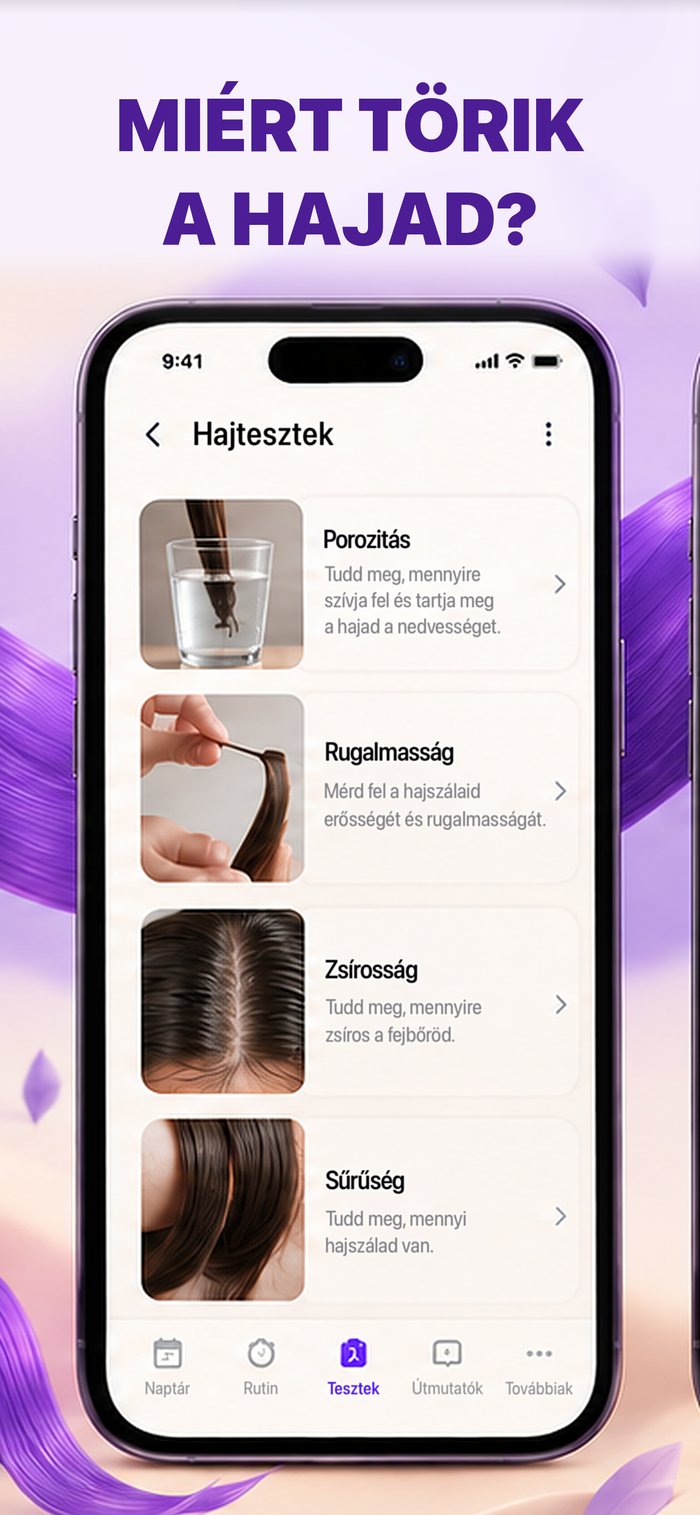 MIÉRT TÖRIK
A HAJAD?
9:41
Hajtesztek
Porozitás
Tudd meg, mennyire
szívja fel és tartja meg
a hajad a nedvességet.
Rugalmasság
Mérd fel a hajszálaid
erősségét és rugalmasságát.
Zsírosság
Tudd meg, mennyire
zsíros a fejbőröd.
Sűrűség
Tudd meg, mennyi
hajszálad van.
Naptár Rutin Tesztek Útmutatók Továbbiak